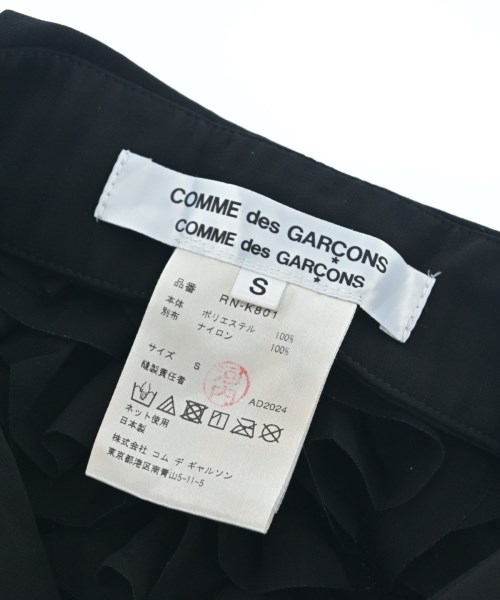 COMME des GARÇONS
COMME des GARÇONS
S
品番 RN-K801
本体 ポリエステル 100%
別布 ナイロン 100%
サイズ S
縫製責任者 河内 AD2024
ネット使用
日本製
株式会社 コム デ ギャルソン
東京都港区南青山5-11-5